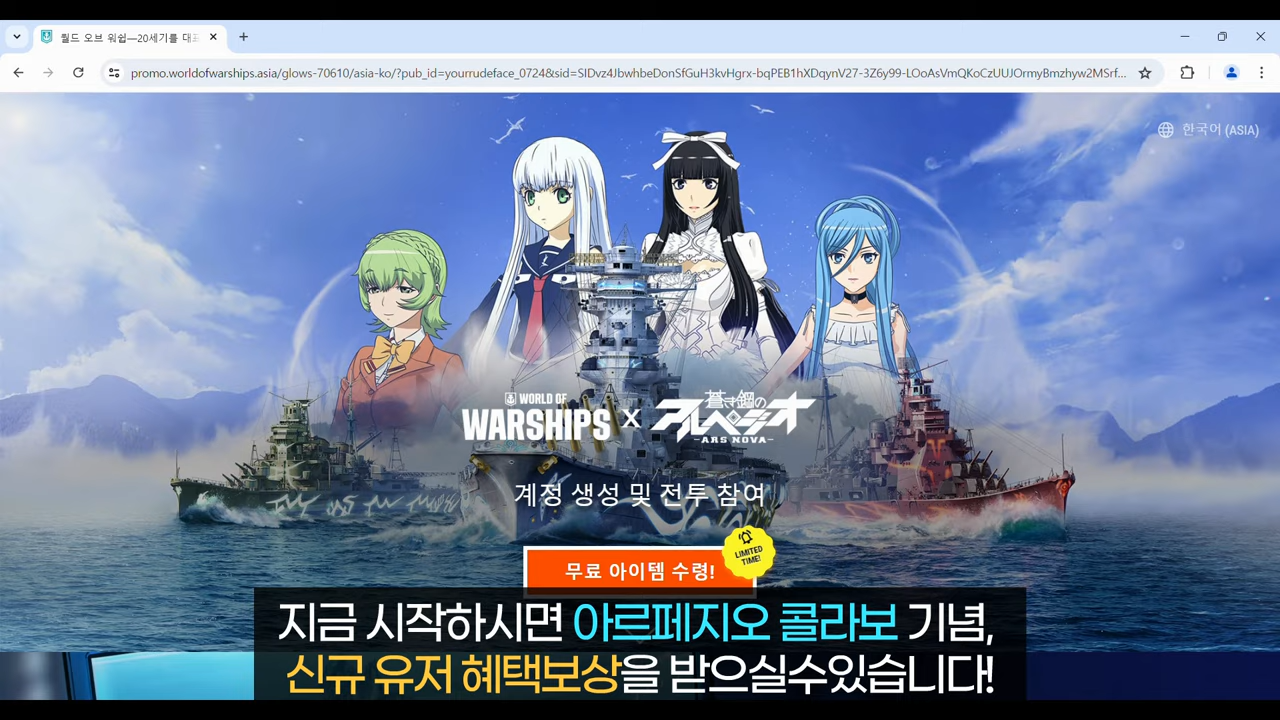 월드 오브 워쉽—20세기를 대표
promo.worldofwarships.asia/glows-70610/asia-ko/?pub_id=yourrudeface_0724&sid=SIDvz4JbwhbeDonSfGuH3kvHgrx-bqPEB1hXDqynV27-3Z6y99-LOoAsVmQKoCzUUJOrmyBmzhyw2MSrf...
한국어 (ASIA)
WORLD OF
WARSHIPS X 蒼き鋼の
アルペジオ
-ARS NOVA-
계정 생성 및 전투 참여
LIMITED
TIME!
무료 아이템 수령!
지금 시작하시면 아르페지오 콜라보 기념,
신규 유저 혜택보상을 받으실수있습니다!